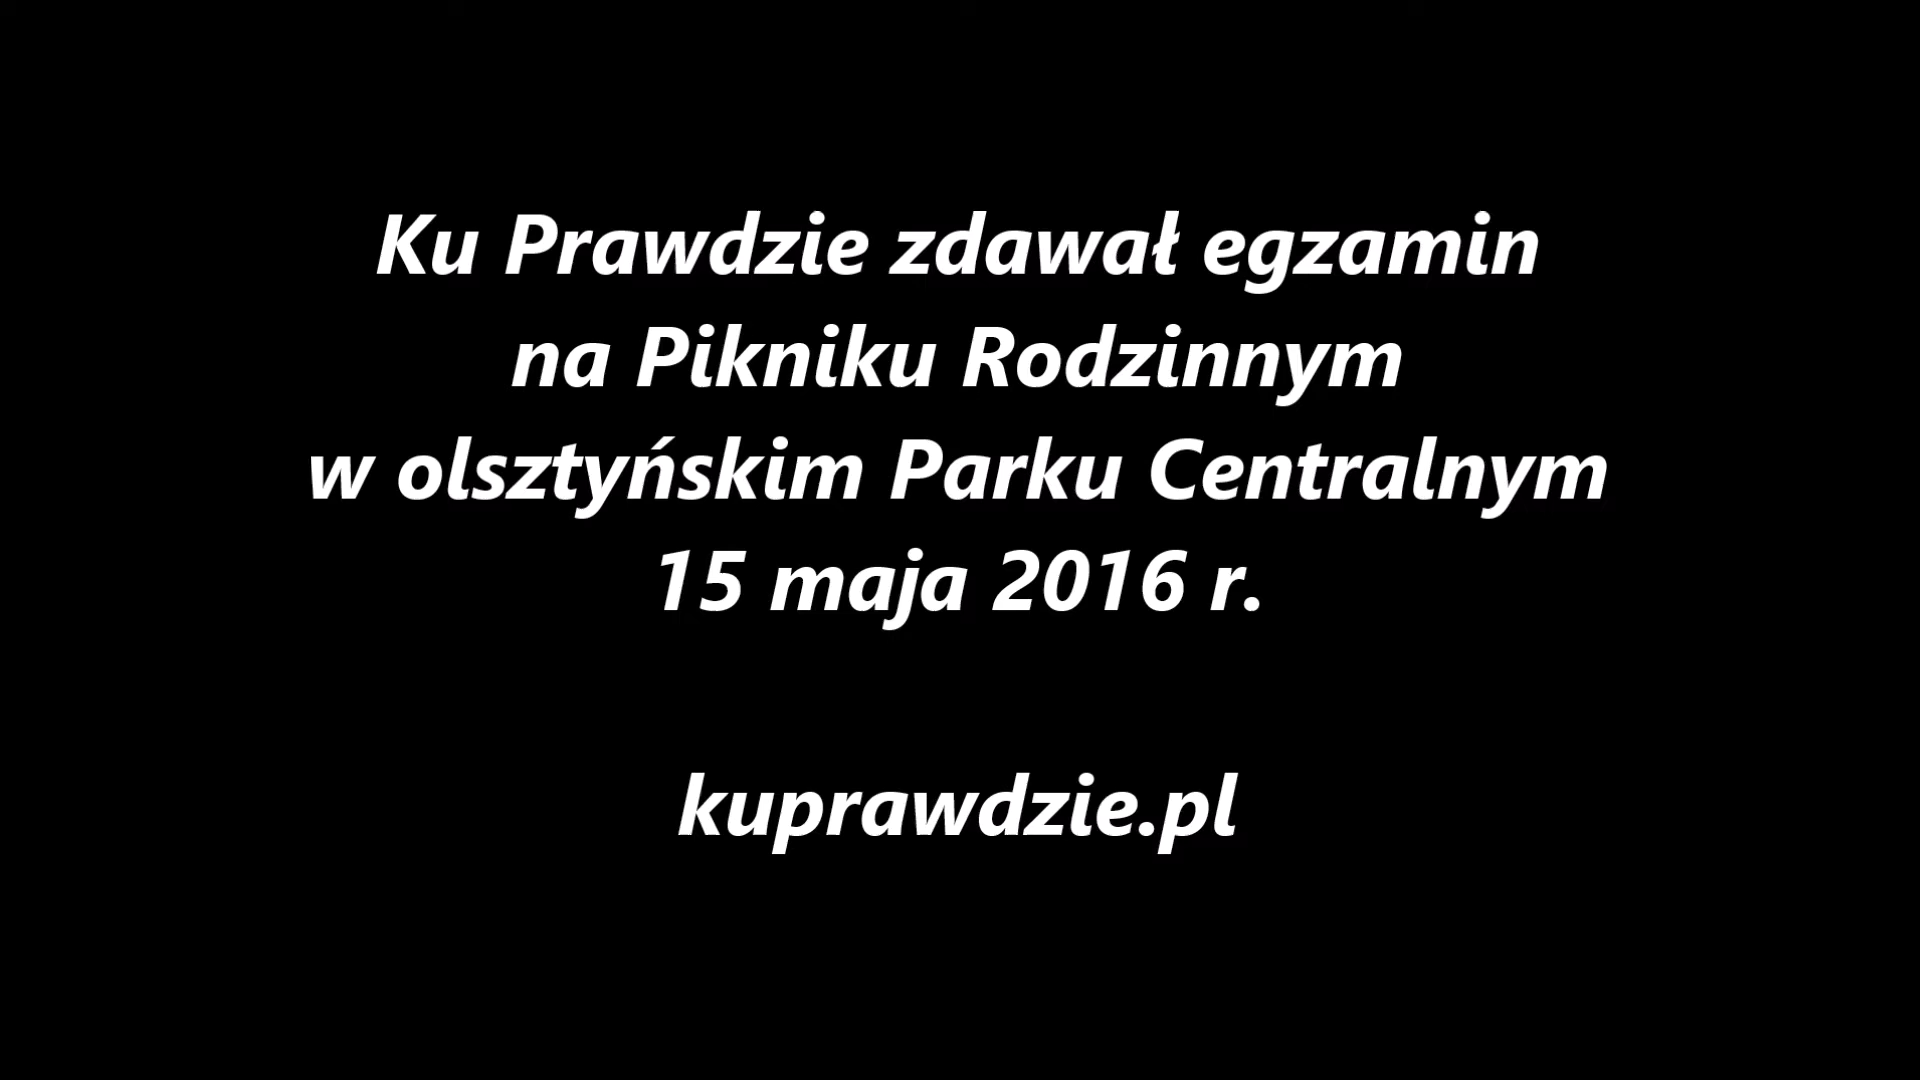 Ku Prawdzie zdawał egzamin
na Pikniku Rodzinnym
w olsztyńskim Parku Centralnym
15 maja 2016 r.
kuprawdzie.pl